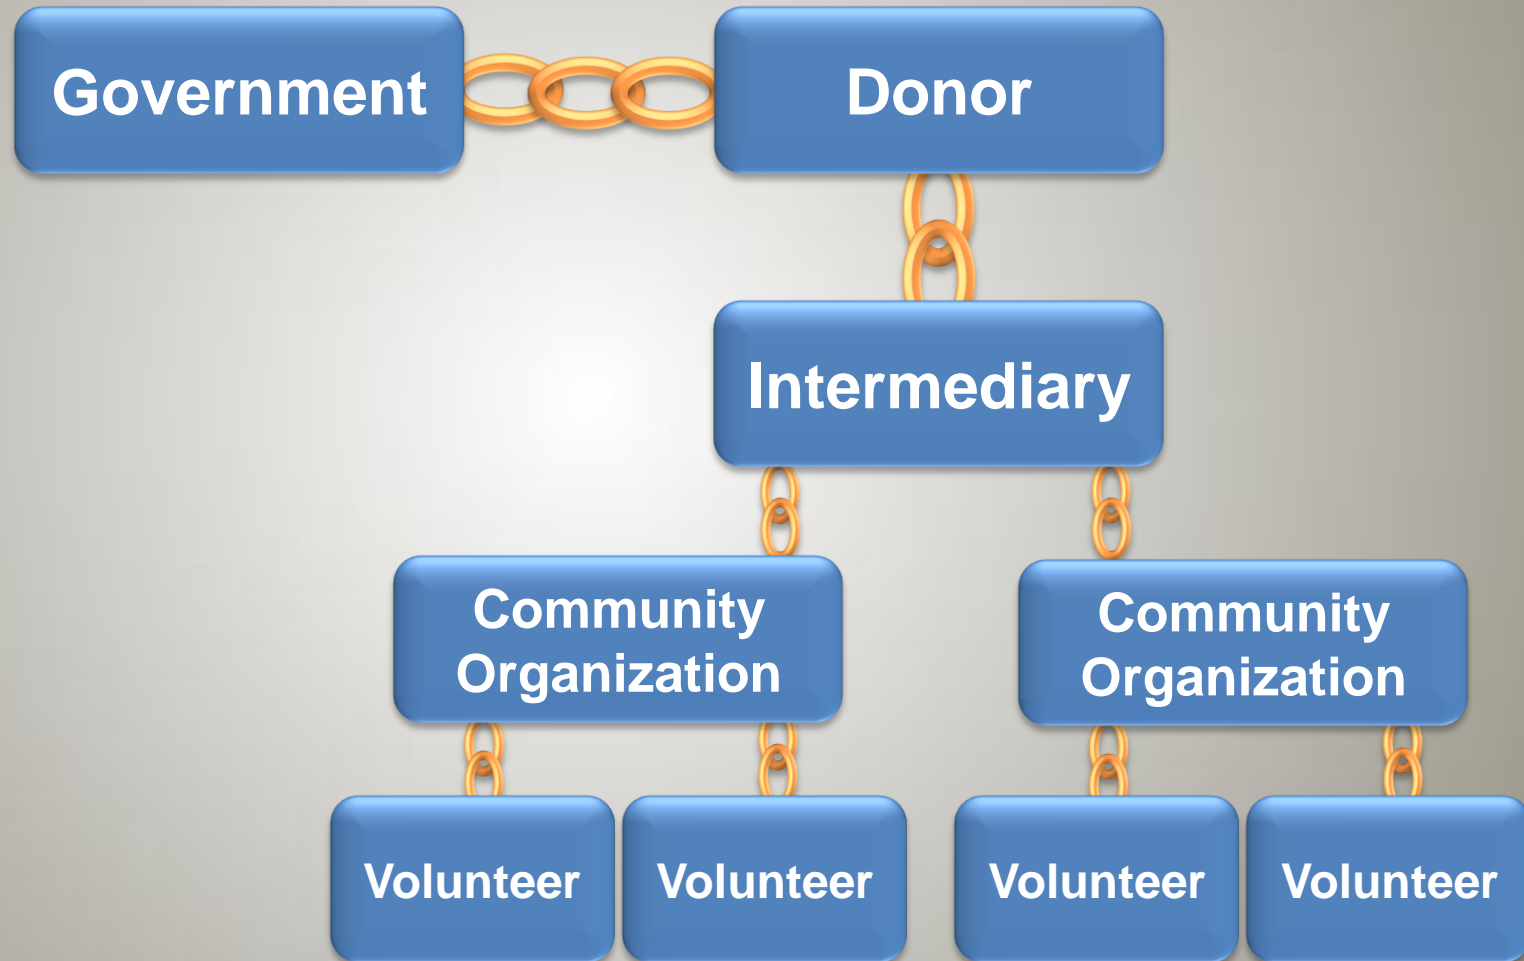 Government
Donor
Intermediary
Community
Organization
Community
Organization
Volunteer
Volunteer
Volunteer
Volunteer